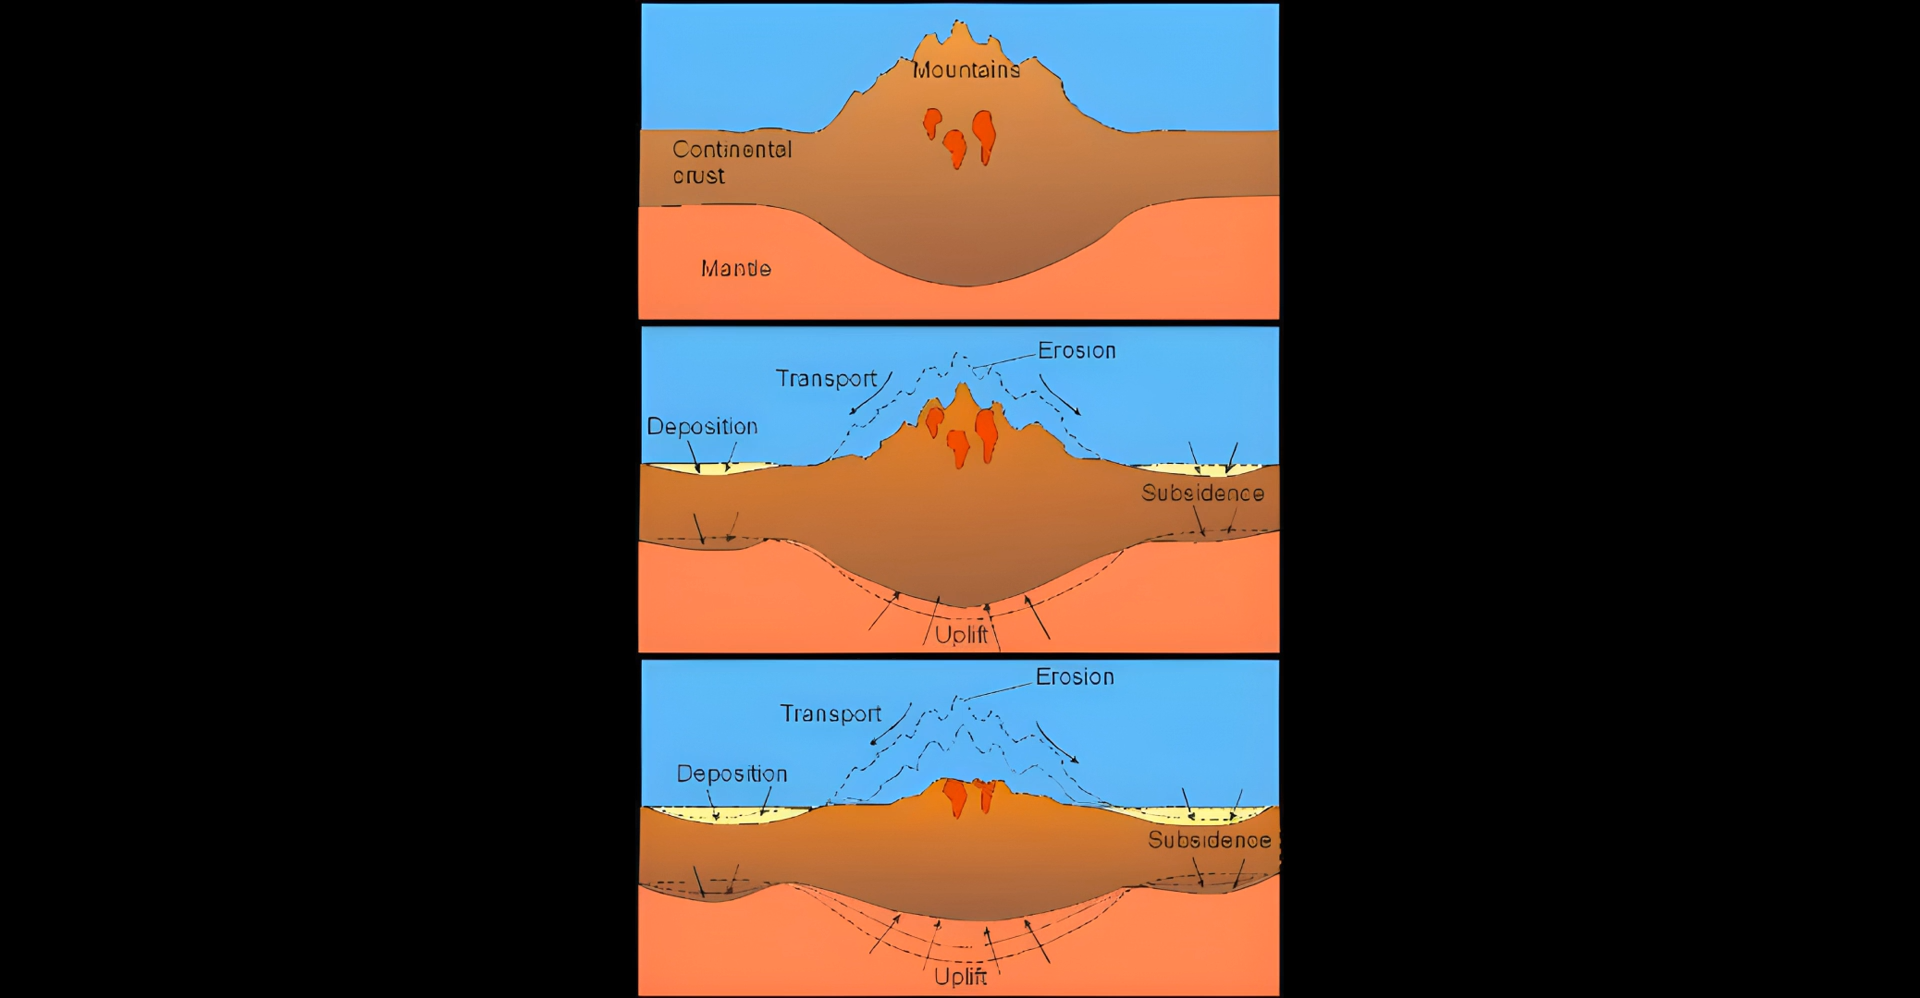 Mountains
Continental
crust
Mantle
Erosion
Transport
Deposition
Subsidence
Uplift
Erosion
Transport
Deposition
Subsidence
Uplift